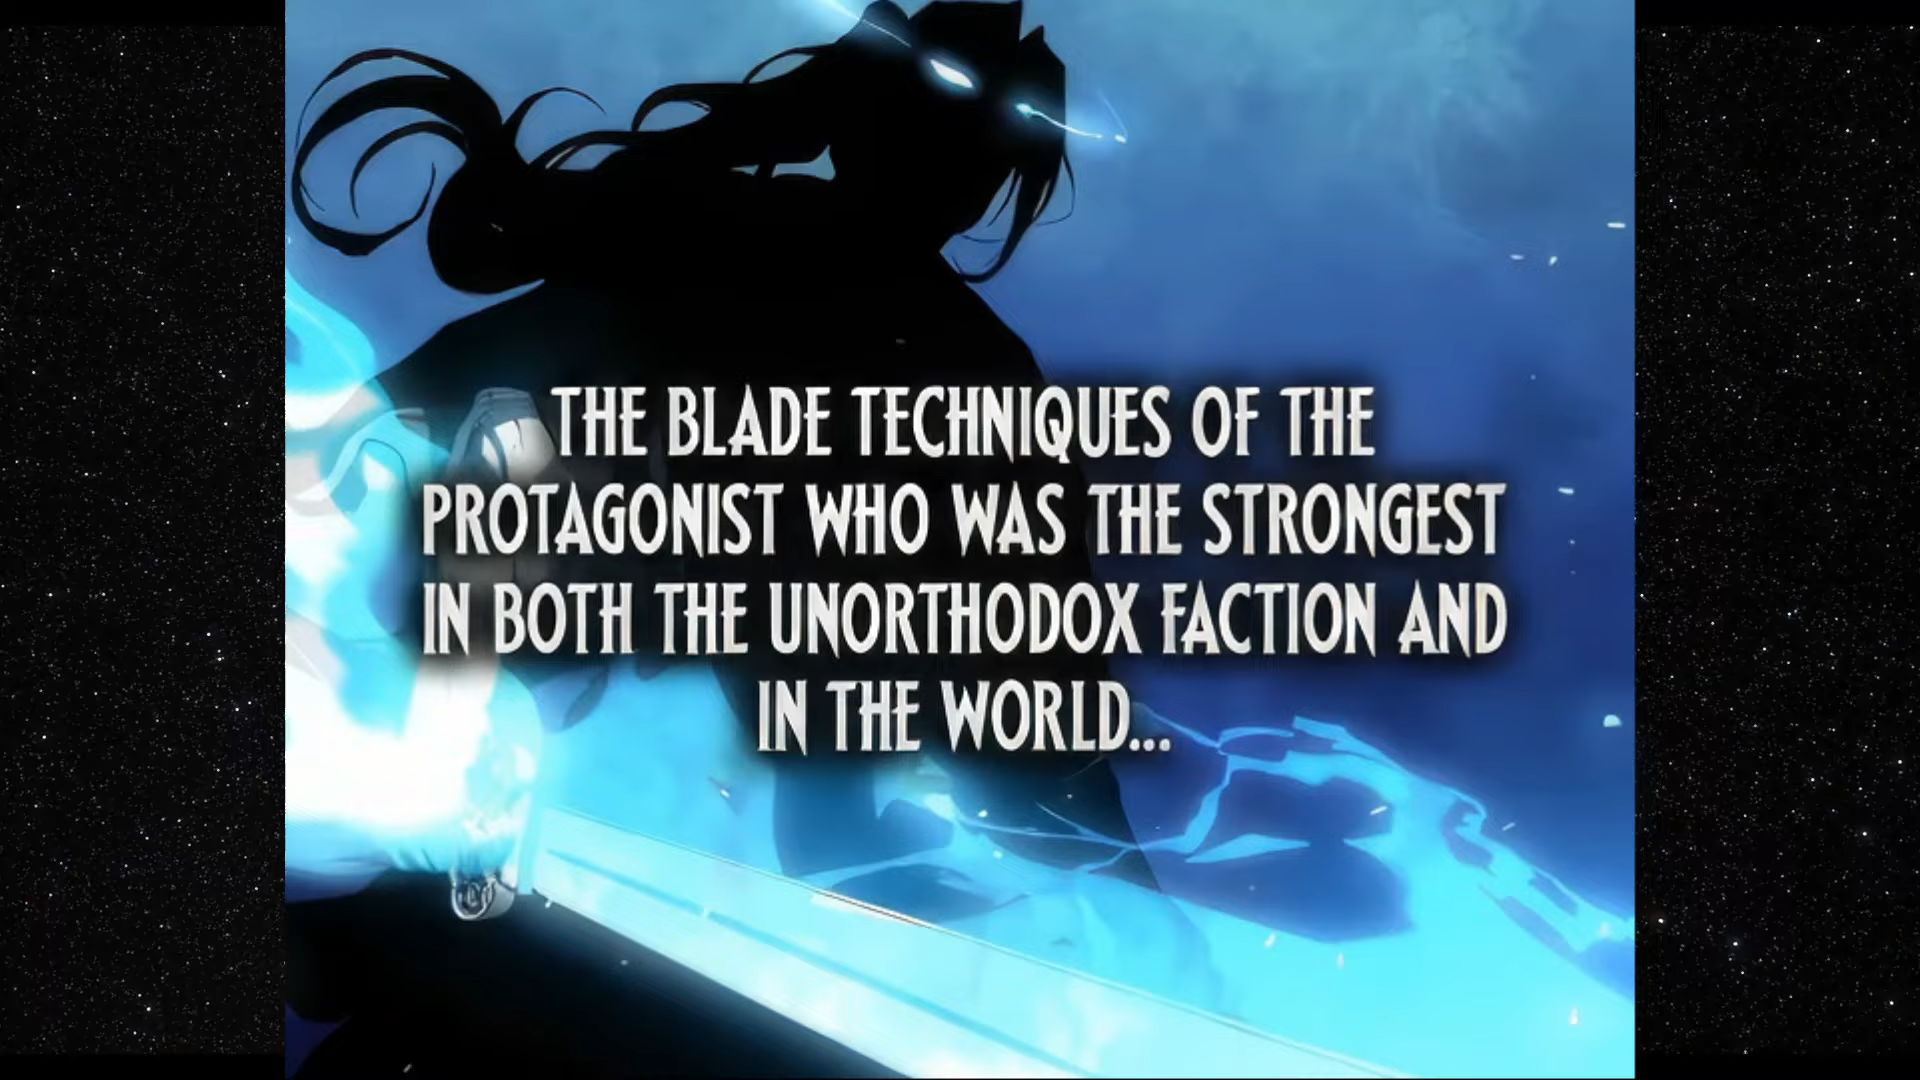 THE BLADE TECHNIQUES OF THE
PROTAGONIST WHO WAS THE STRONGEST
IN BOTH THE UNORTHODOX FACTION AND
IN THE WORLD...